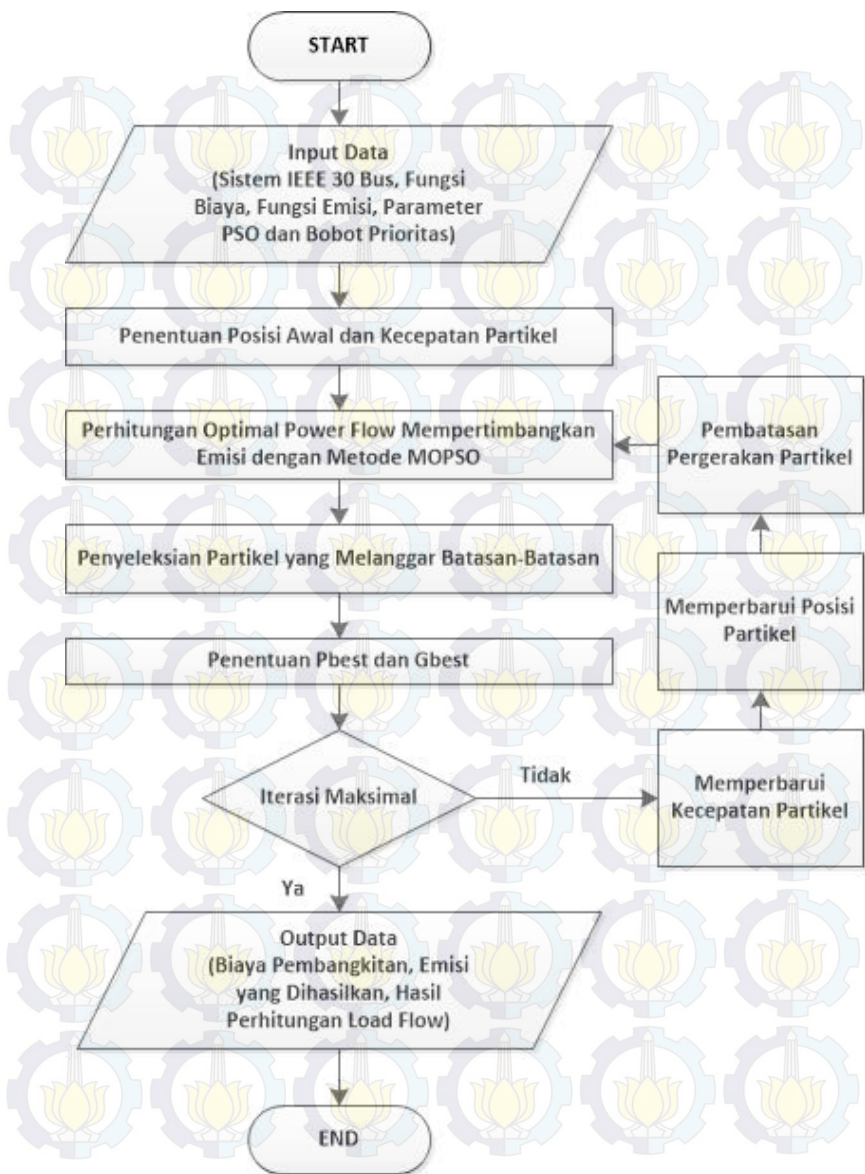 START
Input Data
(Sistem IEEE 30 Bus, Fungsi
Biaya, Fungsi Emisi, Parameter
PSO dan Bobot Prioritas)
Penentuan Posisi Awal dan Kecepatan Partikel
Perhitungan Optimal Power Flow Mempertimbangkan
Emisi dengan Metode MOPSO
Penyeleksian Partikel yang Melanggar Batasan-Batasan
Penentuan Pbest dan Gbest
Iterasi Maksimal
Tidak
Memperbarui
Kecepatan Partikel
Memperbarui Posisi
Partikel
Pembatasan
Pergerakan Partikel
Ya
Output Data
(Biaya Pembangkitan, Emisi
yang Dihasilkan, Hasil
Perhitungan Load Flow)
END